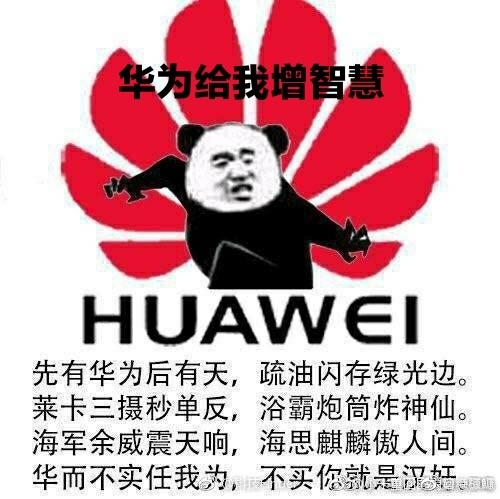 华为给我增智慧
HUAWEI
先有华为后有天，疏油闪存绿光边。
莱卡三摄秒单反，浴霸炮筒炸神仙。
海军余威震天响，海思麒麟傲人间。
华而不实任我为，不买你就是汉奸